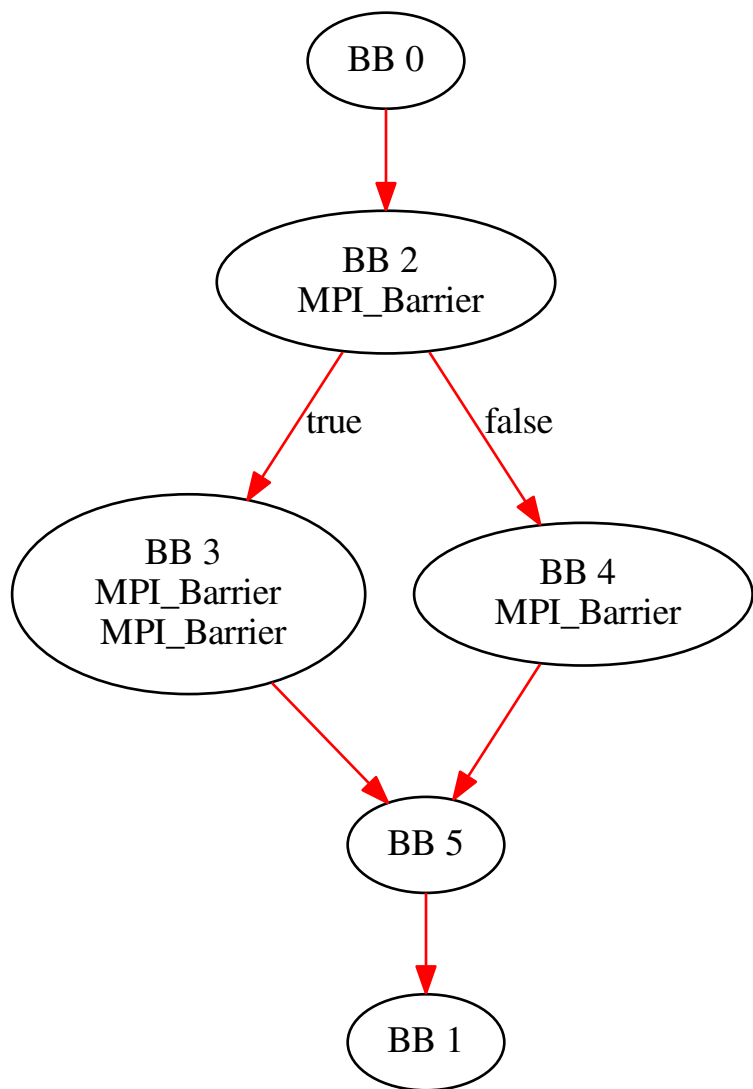 BB 0
BB 2
MPI_Barrier
true
false
BB 3
MPI_Barrier
MPI_Barrier
BB 4
MPI_Barrier
BB 5
BB 1